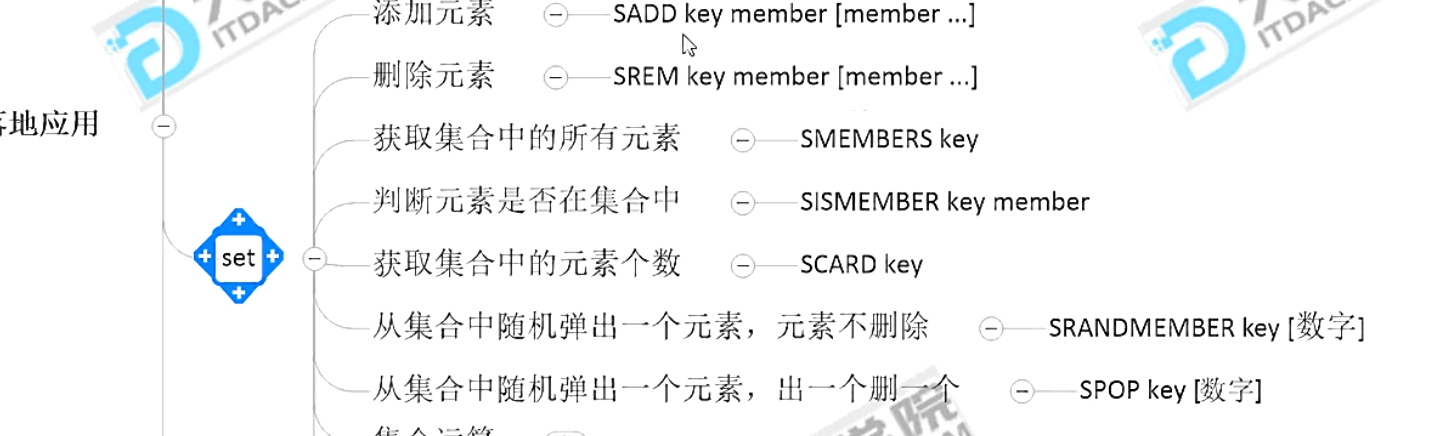 添加元素 SADD key member [member ...]
删除元素 SREM key member [member ...]
获取集合中的所有元素 SMEMBERS key
地应用
判断元素是否在集合中 SISMEMBER key member
set
获取集合中的元素个数 SCARD key
从集合中随机弹出一个元素，元素不删除 SRANDMEMBER key [数字]
从集合中随机弹出一个元素，出一个删一个 SPOP key [数字]
集合运算